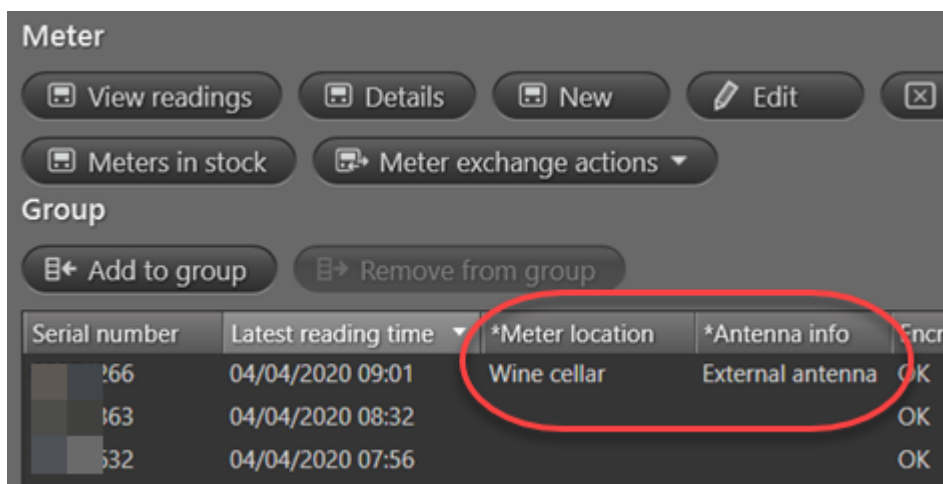 Meter
View readings Details New Edit
Meters in stock Meter exchange actions
Group
Add to group Remove from group
Serial number Latest reading time *Meter location *Antenna info Encr
266 04/04/2020 09:01 Wine cellar External antenna OK
363 04/04/2020 08:32 OK
532 04/04/2020 07:56 OK